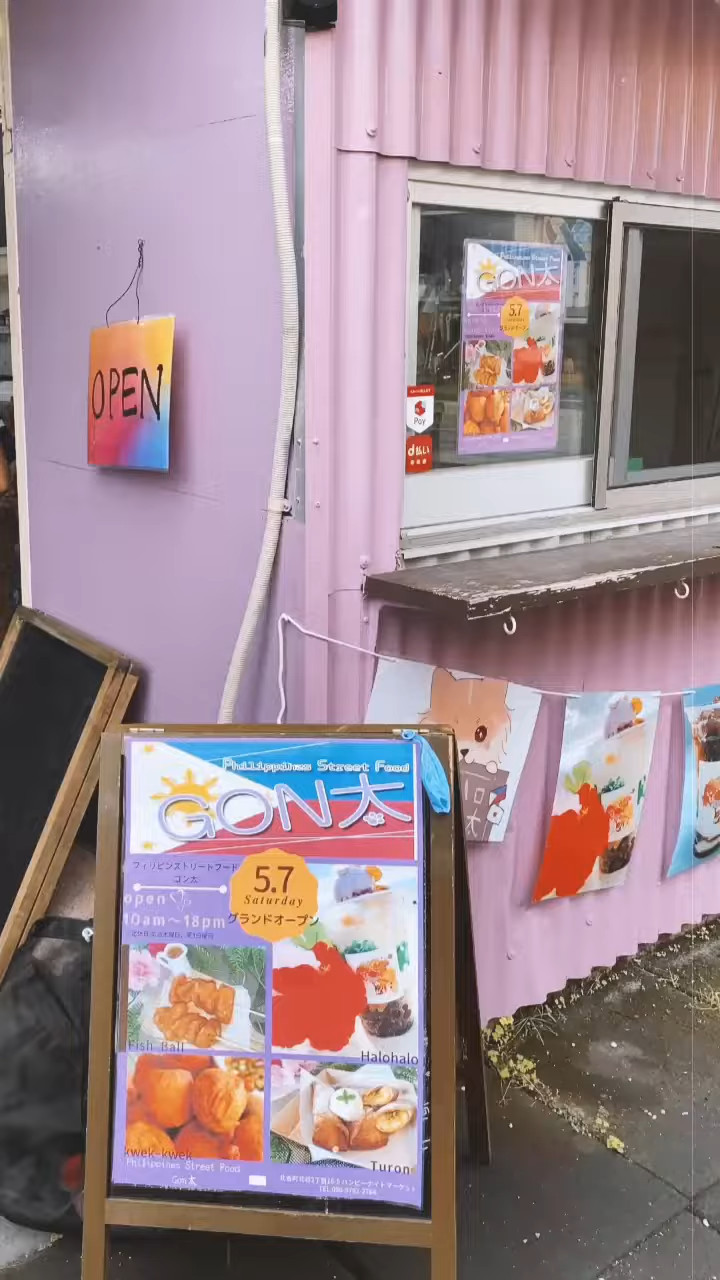 OPEN
Philippines Street Food
GON太
5.7
Pay
d払い
Philippines Street Food
GON太
フィリピンストリートフード
ゴン太
5.7
Saturday
グランドオープン
open
10am～18pm
Fish Ball
Halohalo
kwek-kwek
Turon
Philippines Street Food
Gon太